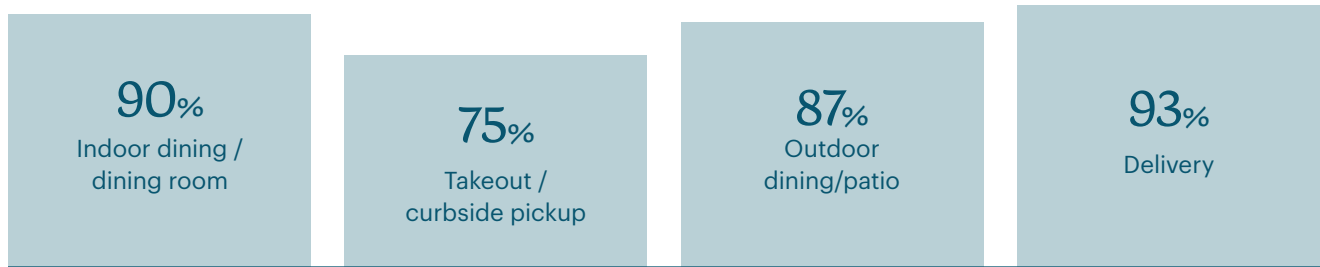 90%
Indoor dining /
dining room
75%
Takeout /
curbside pickup
87%
Outdoor
dining/patio
93%
Delivery